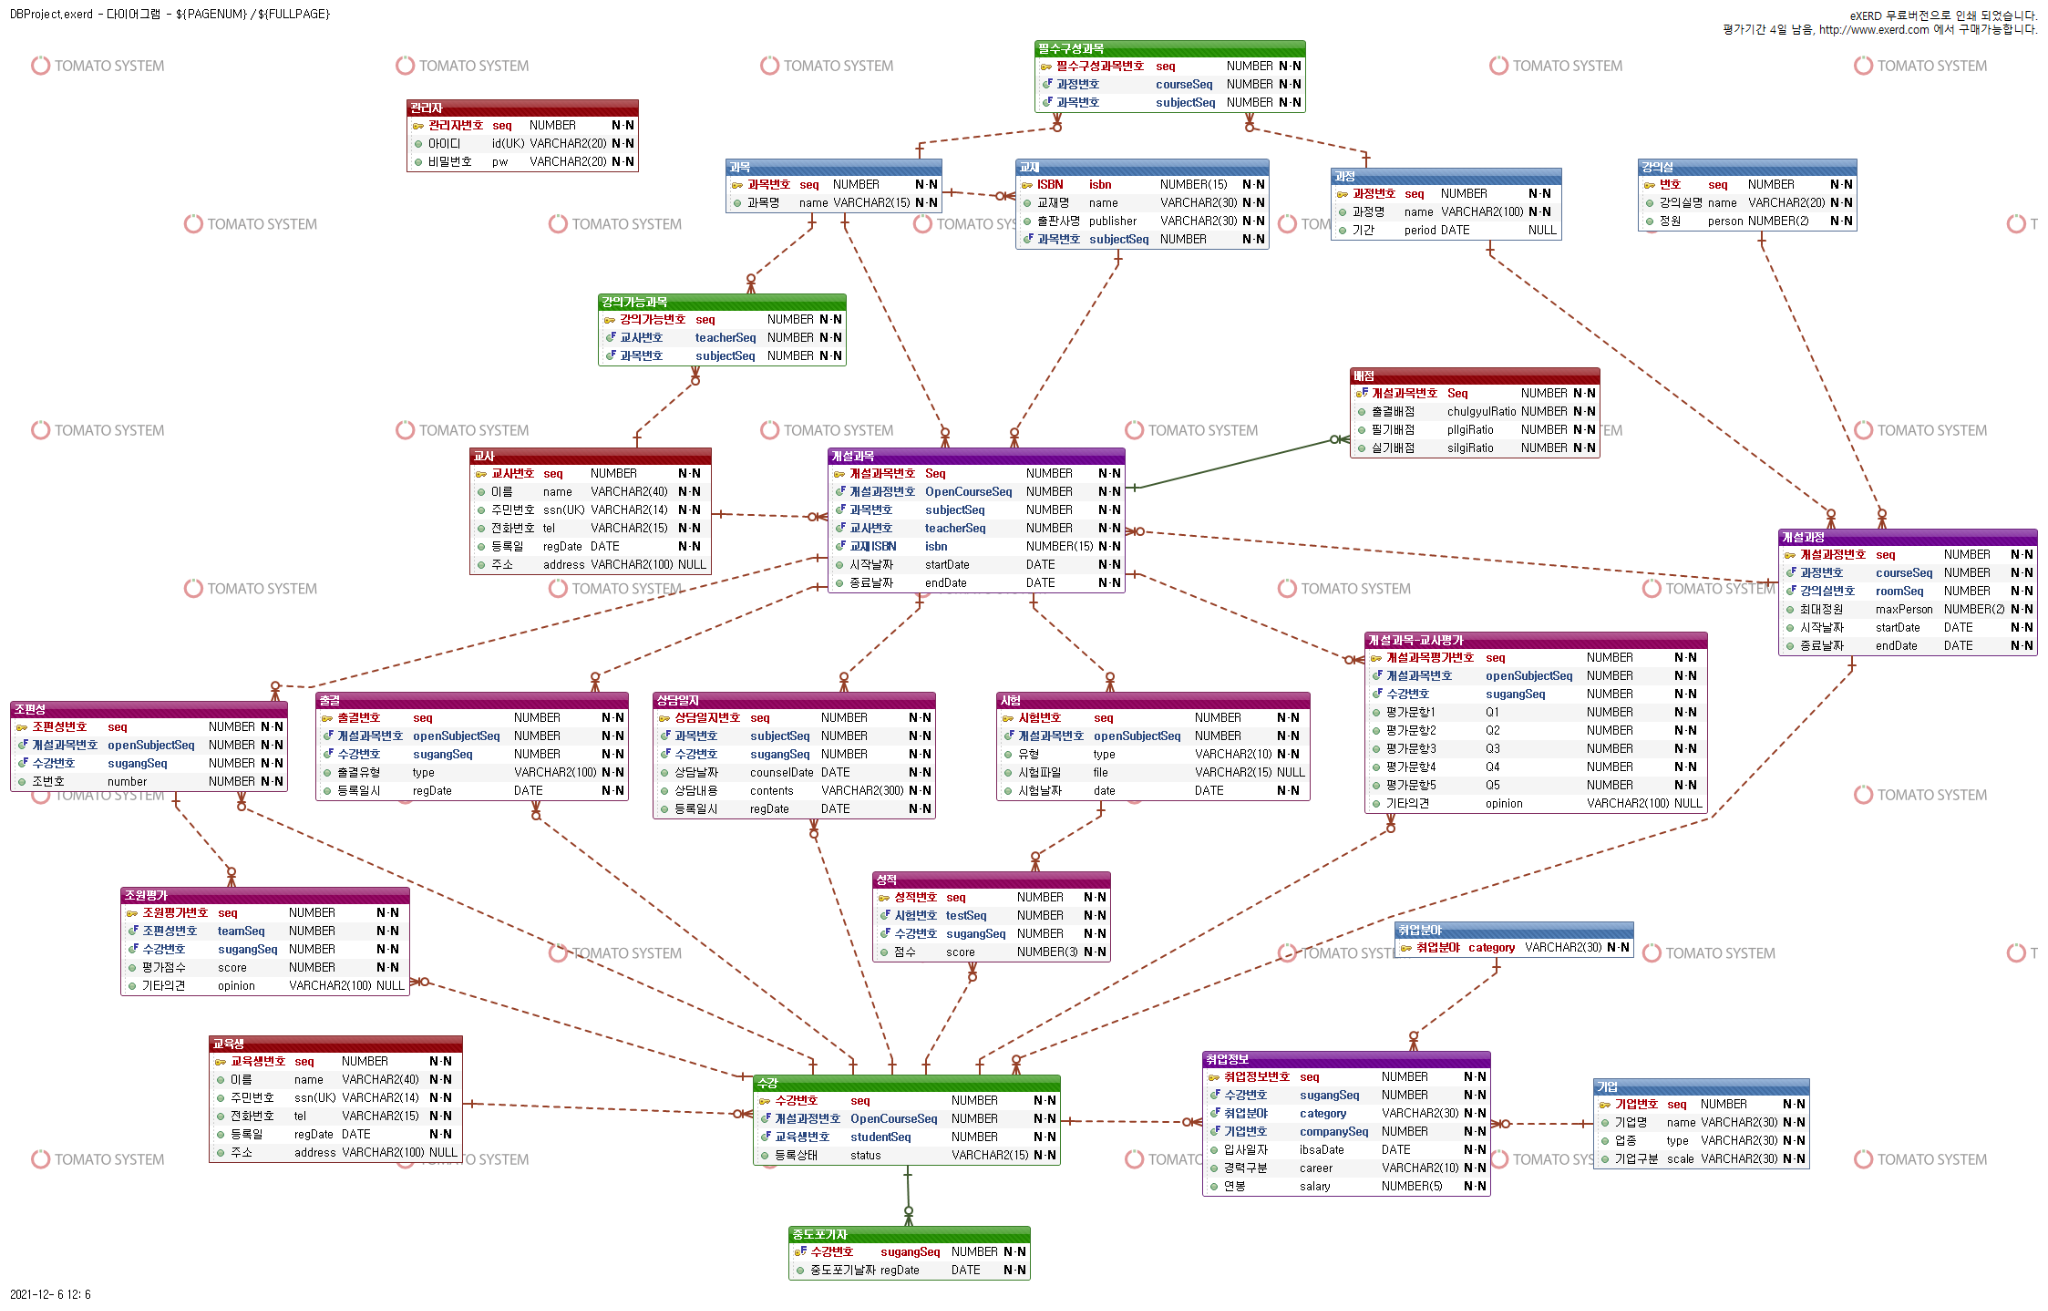 DBProject.exerd - 다이어그램 - ${PAGENUM} / ${FULLPAGE}
eXERD 무료버전으로 인쇄 되었습니다.
평가기간 4일 남음, http://www.exerd.com 에서 구매가능합니다.
TOMATO SYSTEM
필수구성과목
필수구성과목번호 seq NUMBER N-N
과정번호 courseSeq NUMBER N-N
과목번호 subjectSeq NUMBER N-N
관리자
관리자번호 seq NUMBER N-N
아이디 id(UK) VARCHAR2(20) N-N
비밀번호 pw VARCHAR2(20) N-N
과목
과목번호 seq NUMBER N-N
과목명 name VARCHAR2(15) N-N
교재
ISBN isbn NUMBER(15) N-N
교재명 name VARCHAR2(30) N-N
출판사명 publisher VARCHAR2(30) N-N
과목번호 subjectSeq NUMBER N-N
과정
과정번호 seq NUMBER N-N
과정명 name VARCHAR2(100) N-N
기간 period DATE NULL
강의실
번호 seq NUMBER N-N
강의실명 name VARCHAR2(20) N-N
정원 person NUMBER(2) N-N
강의가능과목
강의가능번호 seq NUMBER N-N
교사번호 teacherSeq NUMBER N-N
과목번호 subjectSeq NUMBER N-N
배점
개설과목번호 Seq NUMBER N-N
출결배점 chulgyulRatio NUMBER N-N
필기배점 pilgiRatio NUMBER N-N
실기배점 silgiRatio NUMBER N-N
교사
교사번호 seq NUMBER N-N
이름 name VARCHAR2(40) N-N
주민번호 ssn(UK) VARCHAR2(14) N-N
전화번호 tel VARCHAR2(15) N-N
등록일 regDate DATE N-N
주소 address VARCHAR2(100) NULL
개설과목
개설과목번호 Seq NUMBER N-N
개설과정번호 OpenCourseSeq NUMBER N-N
과목번호 subjectSeq NUMBER N-N
교사번호 teacherSeq NUMBER N-N
교재ISBN isbn NUMBER(15) N-N
시작날짜 startDate DATE N-N
종료날짜 endDate DATE N-N
개설과정
개설과정번호 seq NUMBER N-N
과정번호 courseSeq NUMBER N-N
강의실번호 roomSeq NUMBER N-N
최대정원 maxPerson NUMBER(2) N-N
시작날짜 startDate DATE N-N
종료날짜 endDate DATE N-N
개설과목-교사평가
개설과목평가번호 seq NUMBER N-N
개설과목번호 openSubjectSeq NUMBER N-N
수강번호 sugangSeq NUMBER N-N
평가문항1 Q1 NUMBER N-N
평가문항2 Q2 NUMBER N-N
평가문항3 Q3 NUMBER N-N
평가문항4 Q4 NUMBER N-N
평가문항5 Q5 NUMBER N-N
기타의견 opinion VARCHAR2(100) NULL
조편성
조편성번호 seq NUMBER N-N
개설과목번호 openSubjectSeq NUMBER N-N
수강번호 sugangSeq NUMBER N-N
조번호 number NUMBER N-N
출결
출결번호 seq NUMBER N-N
개설과목번호 openSubjectSeq NUMBER N-N
수강번호 sugangSeq NUMBER N-N
출결유형 type VARCHAR2(100) N-N
등록일시 regDate DATE N-N
상담일지
상담일지번호 seq NUMBER N-N
과목번호 subjectSeq NUMBER N-N
수강번호 sugangSeq NUMBER N-N
상담날짜 counselDate DATE N-N
상담내용 contents VARCHAR2(300) N-N
등록일시 regDate DATE N-N
시험
시험번호 seq NUMBER N-N
개설과목번호 openSubjectSeq NUMBER N-N
유형 type VARCHAR2(10) N-N
시험파일 file VARCHAR2(15) NULL
시험날짜 date DATE N-N
조원평가
조원평가번호 seq NUMBER N-N
조편성번호 teamSeq NUMBER N-N
수강번호 sugangSeq NUMBER N-N
평가점수 score NUMBER N-N
기타의견 opinion VARCHAR2(100) NULL
성적
성적번호 seq NUMBER N-N
시험번호 testSeq NUMBER N-N
수강번호 sugangSeq NUMBER N-N
점수 score NUMBER(3) N-N
취업분야
취업분야 category VARCHAR2(30) N-N
교육생
교육생번호 seq NUMBER N-N
이름 name VARCHAR2(40) N-N
주민번호 ssn(UK) VARCHAR2(14) N-N
전화번호 tel VARCHAR2(15) N-N
등록일 regDate DATE N-N
주소 address VARCHAR2(100) NULL
수강
수강번호 seq NUMBER N-N
개설과정번호 OpenCourseSeq NUMBER N-N
교육생번호 studentSeq NUMBER N-N
등록상태 status VARCHAR2(15) N-N
취업정보
취업정보번호 seq NUMBER N-N
수강번호 sugangSeq NUMBER N-N
취업분야 category VARCHAR2(30) N-N
기업번호 companySeq NUMBER N-N
입사일자 ibsaDate DATE N-N
경력구분 career VARCHAR2(10) N-N
연봉 salary NUMBER(5) N-N
기업
기업번호 seq NUMBER N-N
기업명 name VARCHAR2(30) N-N
업종 type VARCHAR2(30) N-N
기업구분 scale VARCHAR2(30) N-N
중도포기자
수강번호 sugangSeq NUMBER N-N
중도포기날짜 regDate DATE N-N
2021-12- 6 12: 6